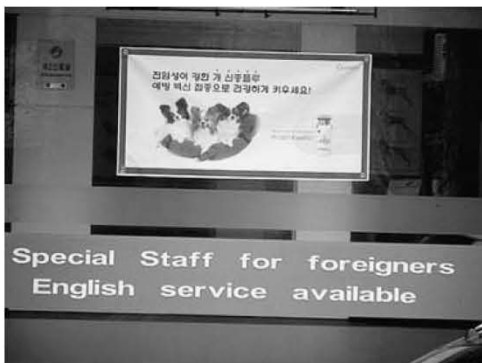 전염성이 강한 개 신종플루
예방 백신 접종으로 건강하게 키우세요!
Special Staff for foreigners
English service available